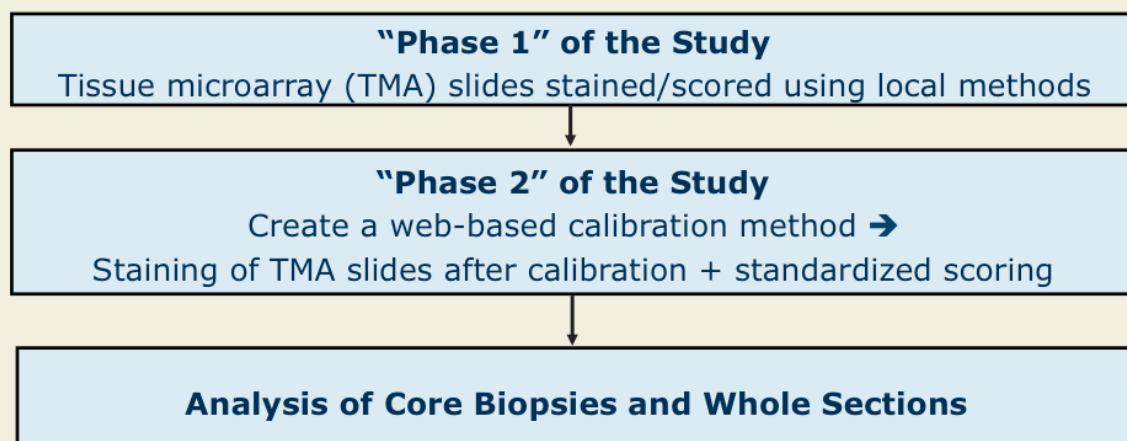 “Phase 1” of the Study
Tissue microarray (TMA) slides stained/scored using local methods
“Phase 2” of the Study
Create a web-based calibration method ➔
Staining of TMA slides after calibration + standardized scoring
Analysis of Core Biopsies and Whole Sections